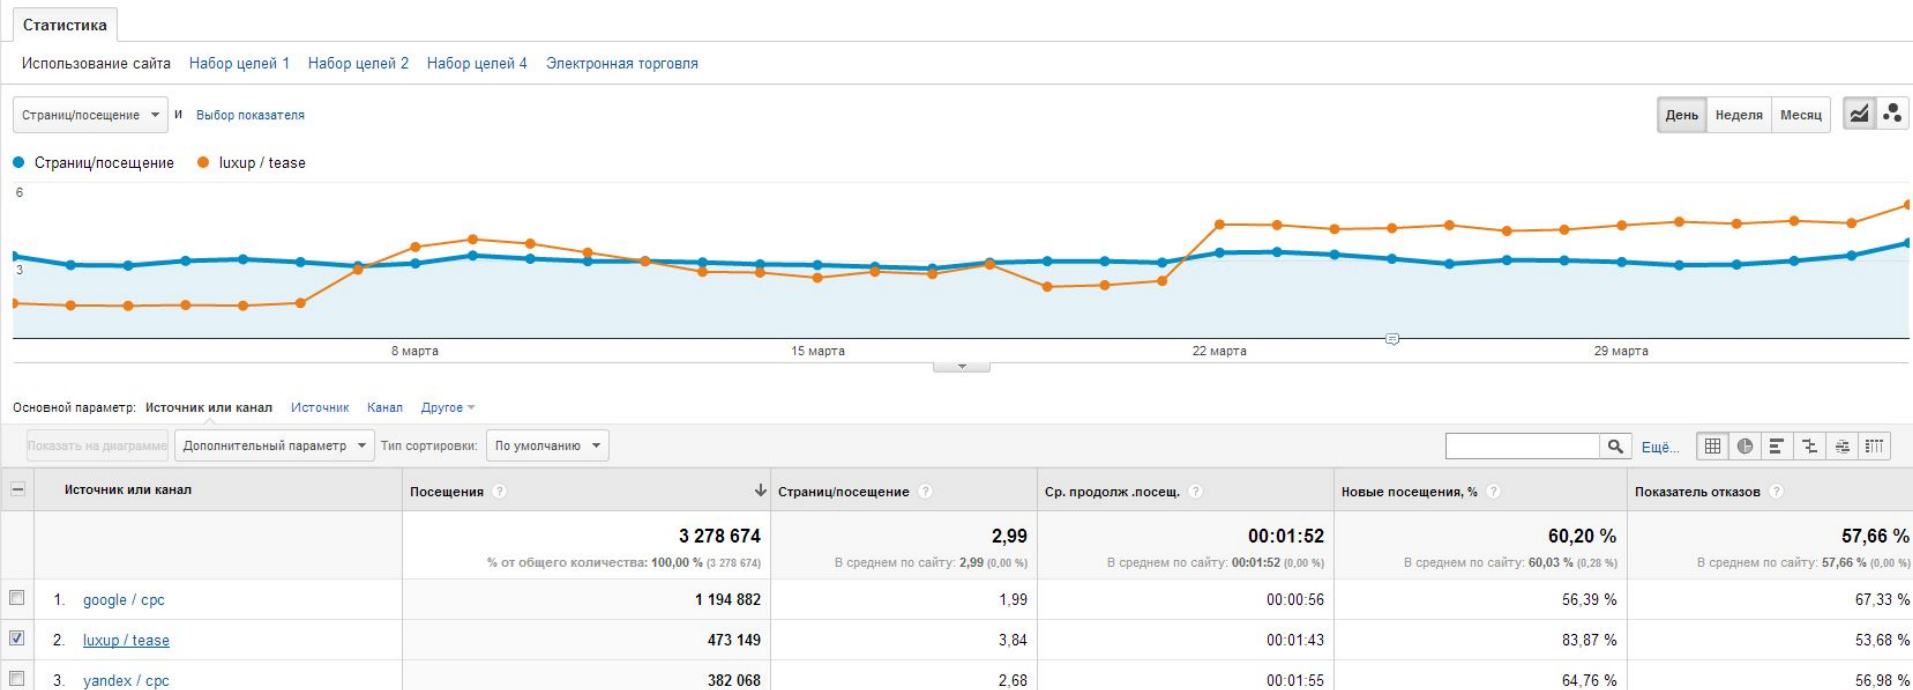 Статистика
Использование сайта Набор целей 1 Набор целей 2 Набор целей 4 Электронная торговля
Страниц/посещение и Выбор показателя День Неделя Месяц
Страниц/посещение luxup / tease
6
3
8 марта 15 марта 22 марта 29 марта
Основной параметр: Источник или канал Источник Канал Другое
Показать на диаграмме Дополнительный параметр Тип сортировки: По умолчанию Ещё...
Источник или канал Посещения ? Страниц/посещение ? Ср. продолж .посещ. ? Новые посещения, % ? Показатель отказов ?
3 278 674 2,99 00:01:52 60,20 % 57,66 %
% от общего количества: 100,00 % (3 278 674) В среднем по сайту: 2,99 (0,00 %) В среднем по сайту: 00:01:52 (0,00 %) В среднем по сайту: 60,03 % (0,28 %) В среднем по сайту: 57,66 % (0,00 %)
1. google / cpc 1 194 882 1,99 00:00:56 56,39 % 67,33 %
2. luxup / tease 473 149 3,84 00:01:43 83,87 % 53,68 %
3. yandex / cpc 382 068 2,68 00:01:55 64,76 % 56,98 %